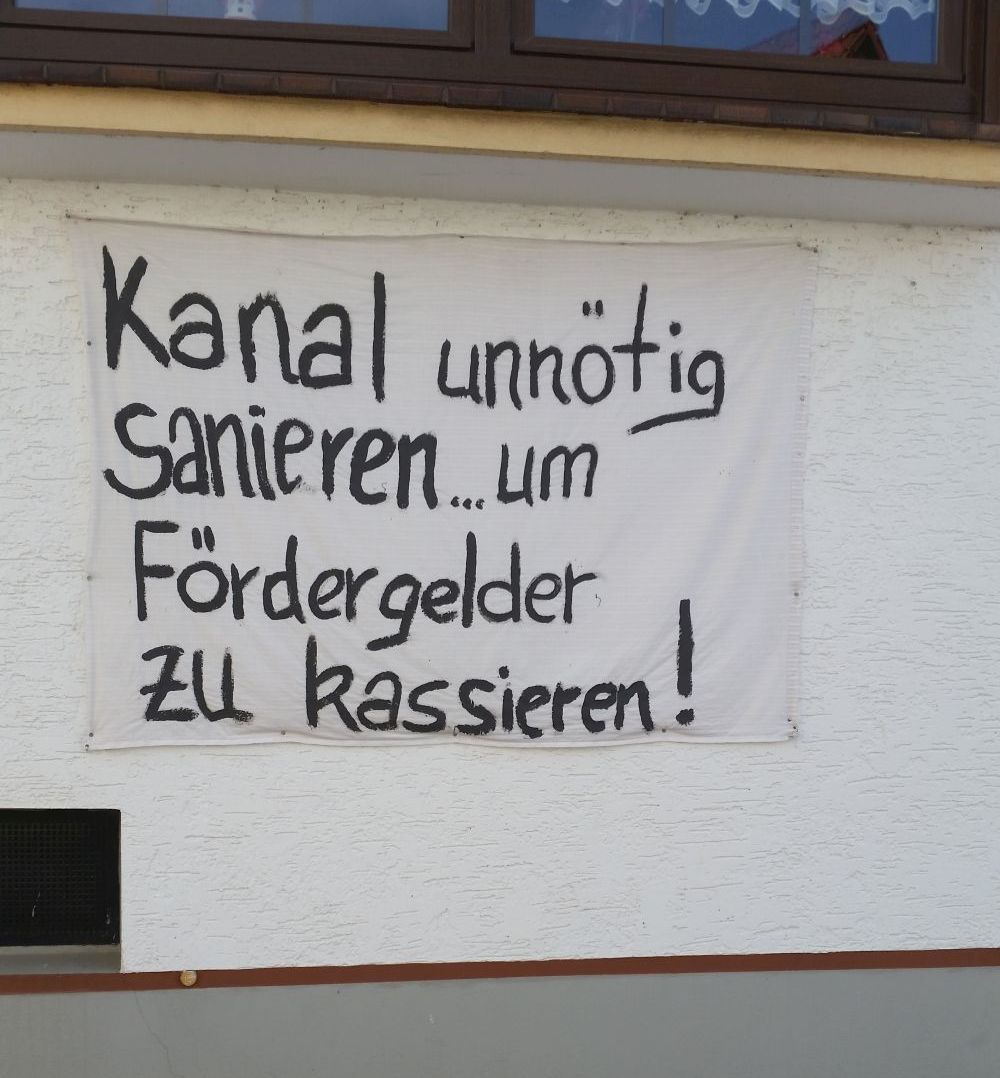 Kanal unnötig
sanieren...um
Fördergelder
zu kassieren!